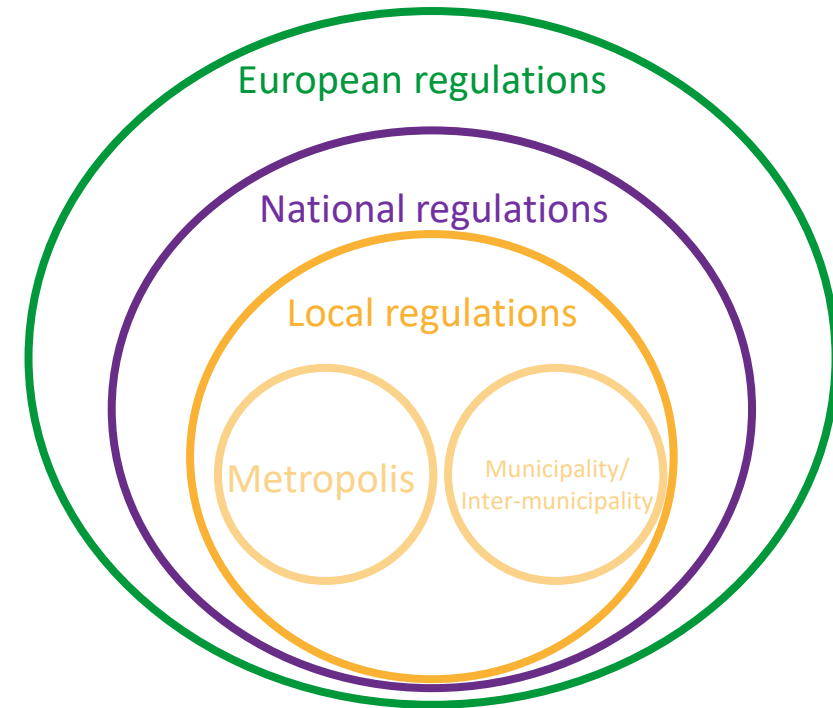 European regulations
National regulations
Local regulations
Metropolis
Municipality/
Inter-municipality